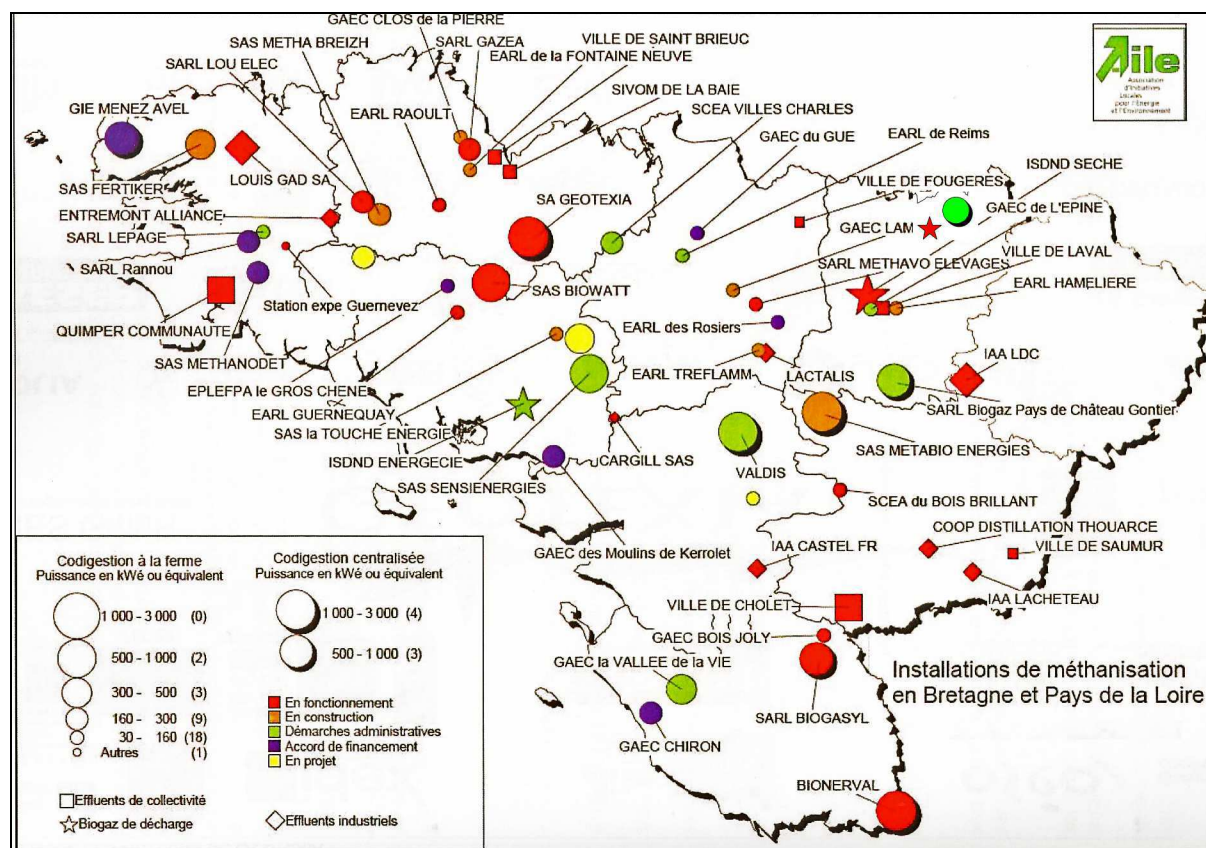 GAEC CLOS de la PIERRE
SAS METHA BREIZH
SARL GAZEA
VILLE DE SAINT BRIEUC
EARL de la FONTAINE NEUVE
SARL LOU ELEC
SIVOM DE LA BAIE
GIE MENEZ AVEL
EARL RAOULT
SCEA VILLES CHARLES
GAEC du GUE
EARL de Reims
Aile
Association
d'Initiatives
Locales
pour l'Energie
et l'Environnement
ISDND SECHE
SAS FERTIKER
LOUIS GAD SA
VILLE DE FOUGERES
GAEC de L'EPINE
ENTREMONT ALLIANCE
SA GEOTEXIA
GAEC LAM
VILLE DE LAVAL
SARL LEPAGE
SARL METHAVO ELEVAGES
SARL Rannou
EARL HAMELIERE
SAS BIOWATT
Station expe Guernevez
QUIMPER COMMUNAUTE
EARL des Rosiers
SAS METHANODET
IAA LDC
LACTALIS
EPLEFPA le GROS CHENE
EARL TREFLAMM
EARL GUERNEQUAY
SARL Biogaz Pays de Château Gontier
SAS la TOUCHE ENERGIE
SAS METABIO ENERGIES
ISDND ENERGECIE
CARGILL SAS
VALDIS
SAS SENSIENERGIES
SCEA du BOIS BRILLANT
COOP DISTILLATION THOUARCE
GAEC des Moulins de Kerrolet
IAA CASTEL FR
VILLE DE SAUMUR
IAA LACHETEAU
VILLE DE CHOLET
GAEC BOIS JOLY
GAEC la VALLEE de la VIE
Installations de méthanisation
en Bretagne et Pays de la Loire
SARL BIOGASYL
GAEC CHIRON
BIONERVAL
Codigestion à la ferme
Puissance en kWé ou équivalent
1 000 - 3 000 (0)
500 - 1 000 (2)
300 - 500 (3)
160 - 300 (9)
30 - 160 (18)
Autres (1)
Codigestion centralisée
Puissance en kWé ou équivalent
1 000 - 3 000 (4)
500 - 1 000 (3)
En fonctionnement
En construction
Démarches administratives
Accord de financement
En projet
Effluents de collectivité
Biogaz de décharge
Effluents industriels